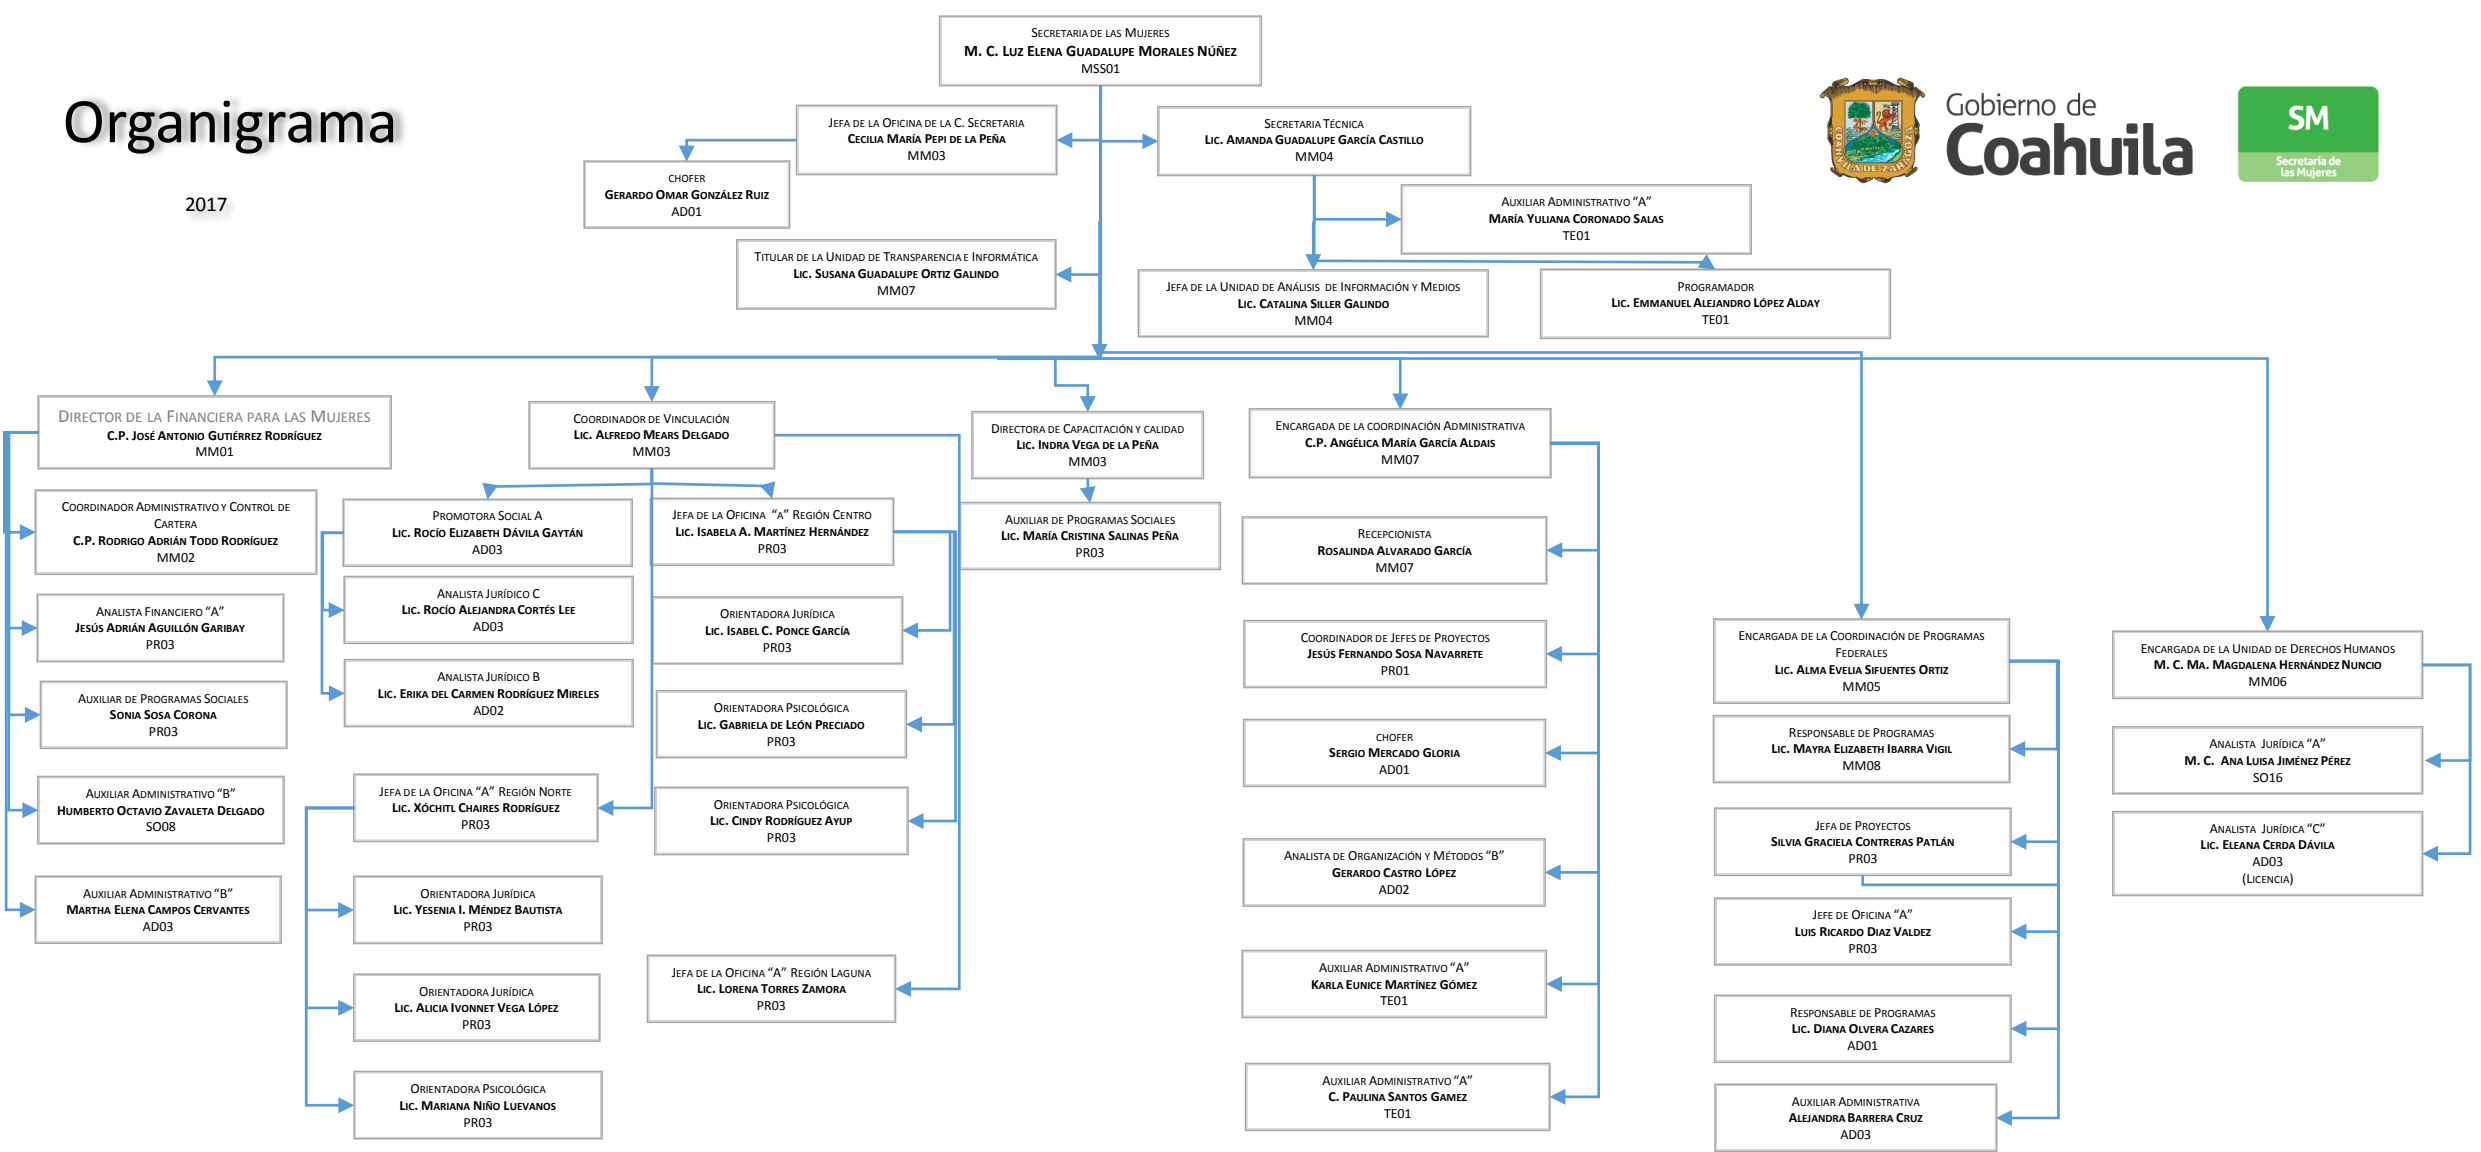 Organigrama
2017
Secretaria de las Mujeres
M. C. Luz Elena Guadalupe Morales Núñez
MSS01
Jefa de la Oficina de la C. Secretaria
Cecilia María Pepi de la Peña
MM03
Secretaria Técnica
Lic. Amanda Guadalupe García Castillo
MM04
COAHUILA DE ZARAGOZA
Gobierno de
Coahuila
SM
Secretaría de
las Mujeres
chofer
Gerardo Omar González Ruiz
AD01
Auxiliar Administrativo “A”
María Yuliana Coronado Salas
TE01
Titular de la Unidad de Transparencia e Informática
Lic. Susana Guadalupe Ortiz Galindo
MM07
Jefa de la Unidad de Análisis de Información y Medios
Lic. Catalina Siller Galindo
MM04
Programador
Lic. Emmanuel Alejandro López Alday
TE01
Director de la Financiera para las Mujeres
C.P. José Antonio Gutiérrez Rodríguez
MM01
Coordinador Administrativo y Control de
Cartera
C.P. Rodrigo Adrián Todd Rodríguez
MM02
Analista Financiero “A”
Jesús Adrián Aguillón Garibay
PR03
Auxiliar de Programas Sociales
Sonia Sosa Corona
PR03
Auxiliar Administrativo “B”
Humberto Octavio Zavaleta Delgado
SO08
Auxiliar Administrativo “B”
Martha Elena Campos Cervantes
AD03
Coordinador de Vinculación
Lic. Alfredo Mears Delgado
MM03
Promotora Social A
Lic. Rocío Elizabeth Dávila Gaytán
AD03
Analista Jurídico C
Lic. Rocío Alejandra Cortés Lee
AD03
Analista Jurídico B
Lic. Erika del Carmen Rodríguez Mireles
AD02
Jefa de la Oficina “A” Región Norte
Lic. Xóchitl Chaires Rodríguez
PR03
Orientadora Jurídica
Lic. Yesenia I. Méndez Bautista
PR03
Orientadora Jurídica
Lic. Alicia Ivonnet Vega López
PR03
Orientadora Psicológica
Lic. Mariana Niño Luevanos
PR03
Jefa de la Oficina “a” Región Centro
Lic. Isabela A. Martínez Hernández
PR03
Orientadora Jurídica
Lic. Isabel C. Ponce García
PR03
Orientadora Psicológica
Lic. Gabriela de León Preciado
PR03
Orientadora Psicológica
Lic. Cindy Rodríguez Ayup
PR03
Jefa de la Oficina “A” Región Laguna
Lic. Lorena Torres Zamora
PR03
Directora de Capacitación y calidad
Lic. Indra Vega de la Peña
MM03
Auxiliar de Programas Sociales
Lic. María Cristina Salinas Peña
PR03
Encargada de la coordinación Administrativa
C.P. Angélica María García Aldais
MM07
Recepcionista
Rosalinda Alvarado García
MM07
Coordinador de Jefes de Proyectos
Jesús Fernando Sosa Navarrete
PR01
chofer
Sergio Mercado Gloria
AD01
Analista de Organización y Métodos “B”
Gerardo Castro López
AD02
Auxiliar Administrativo “A”
Karla Eunice Martínez Gómez
TE01
Auxiliar Administrativo “A”
C. Paulina Santos Gamez
TE01
Encargada de la Coordinación de Programas
Federales
Lic. Alma Evelia Sifuentes Ortiz
MM05
Responsable de Programas
Lic. Mayra Elizabeth Ibarra Vigil
MM08
Jefa de Proyectos
Silvia Graciela Contreras Patlán
PR03
Jefe de Oficina “A”
Luis Ricardo Diaz Valdez
PR03
Responsable de Programas
Lic. Diana Olvera Cazares
AD01
Auxiliar Administrativa
Alejandra Barrera Cruz
AD03
Encargada de la Unidad de Derechos Humanos
M. C. Ma. Magdalena Hernández Nuncio
MM06
Analista Jurídica “A”
M. C. Ana Luisa Jiménez Pérez
SO16
Analista Jurídica “C”
Lic. Eleana Cerda Dávila
AD03
(Licencia)